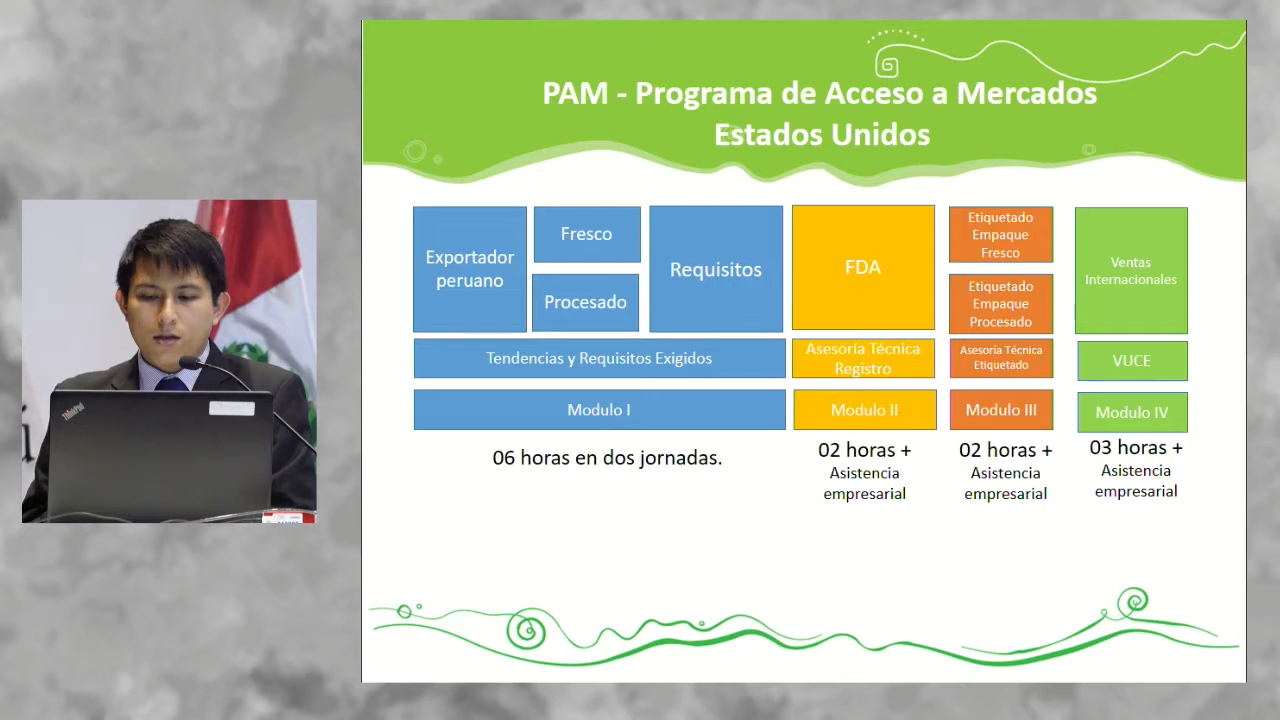 PAM - Programa de Acceso a Mercados
Estados Unidos
Exportador
peruano
Fresco
Procesado
Requisitos
FDA
Etiquetado
Empaque
Fresco
Etiquetado
Empaque
Procesado
Ventas
Internacionales
Tendencias y Requisitos Exigidos
Asesoría Técnica
Registro
Asesoría Técnica
Etiquetado
VUCE
Modulo I
Modulo II
Modulo III
Modulo IV
06 horas en dos jornadas.
02 horas +
Asistencia
empresarial
02 horas +
Asistencia
empresarial
03 horas +
Asistencia
empresarial
ThinkPad